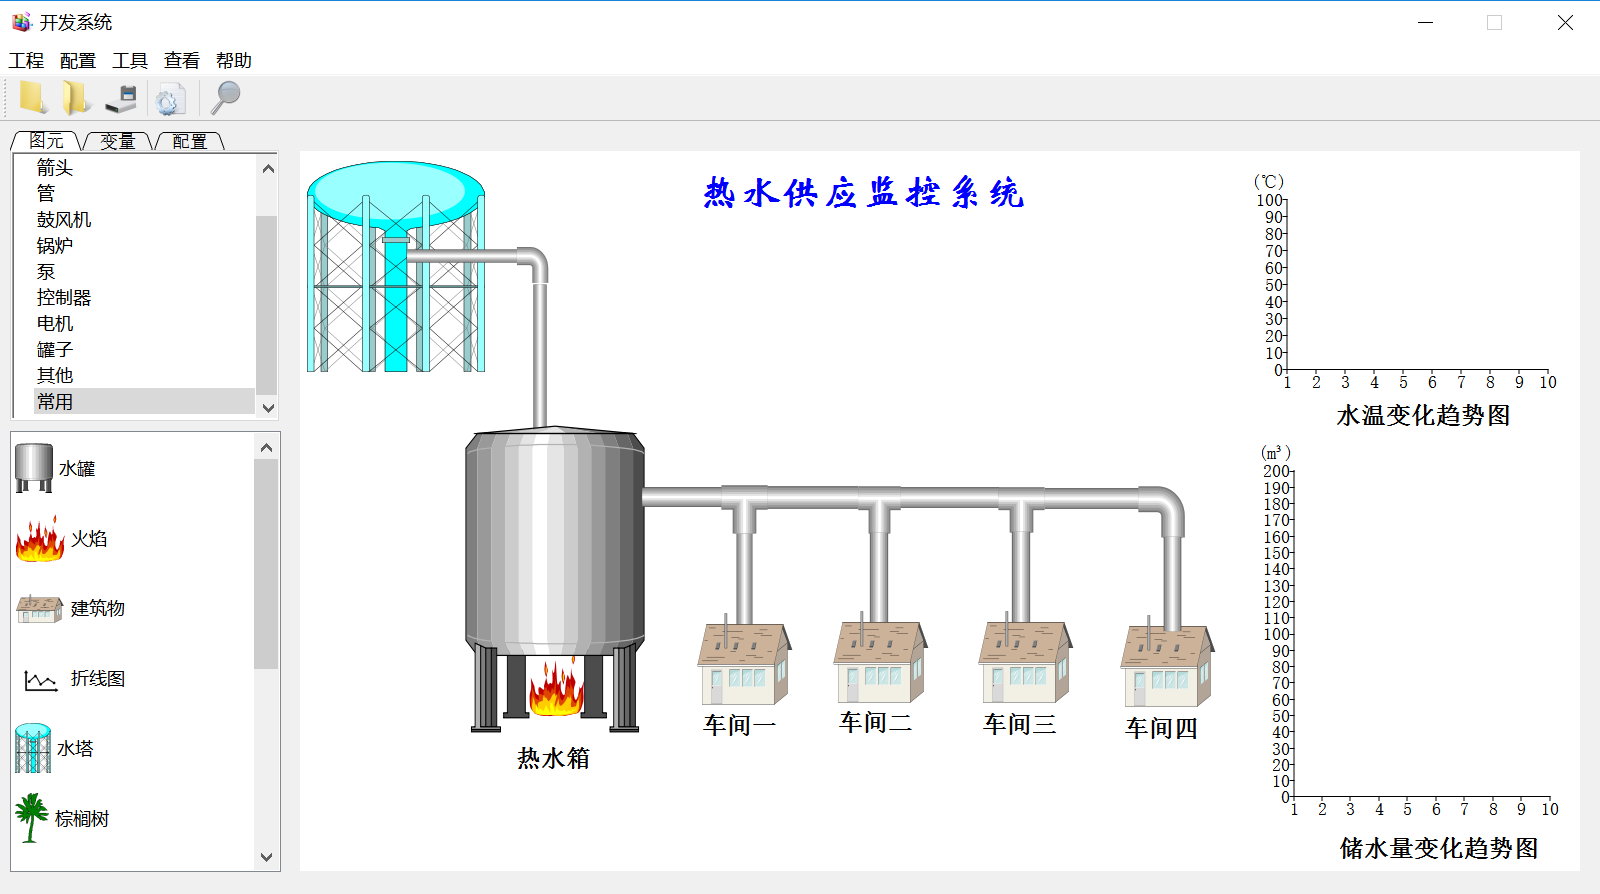 开发系统
工程 配置 工具 查看 帮助
图元 变量 配置
箭头
管
鼓风机
锅炉
泵
控制器
电机
罐子
其他
常用
水罐
火焰
建筑物
折线图
水塔
棕榈树
热水供应监控系统
热水箱
车间一
车间二
车间三
车间四
(℃)
100
90
80
70
60
50
40
30
20
10
0
1 2 3 4 5 6 7 8 9 10
水温变化趋势图
(m³)
200
190
180
170
160
150
140
130
120
110
100
90
80
70
60
50
40
30
20
10
0
1 2 3 4 5 6 7 8 9 10
储水量变化趋势图